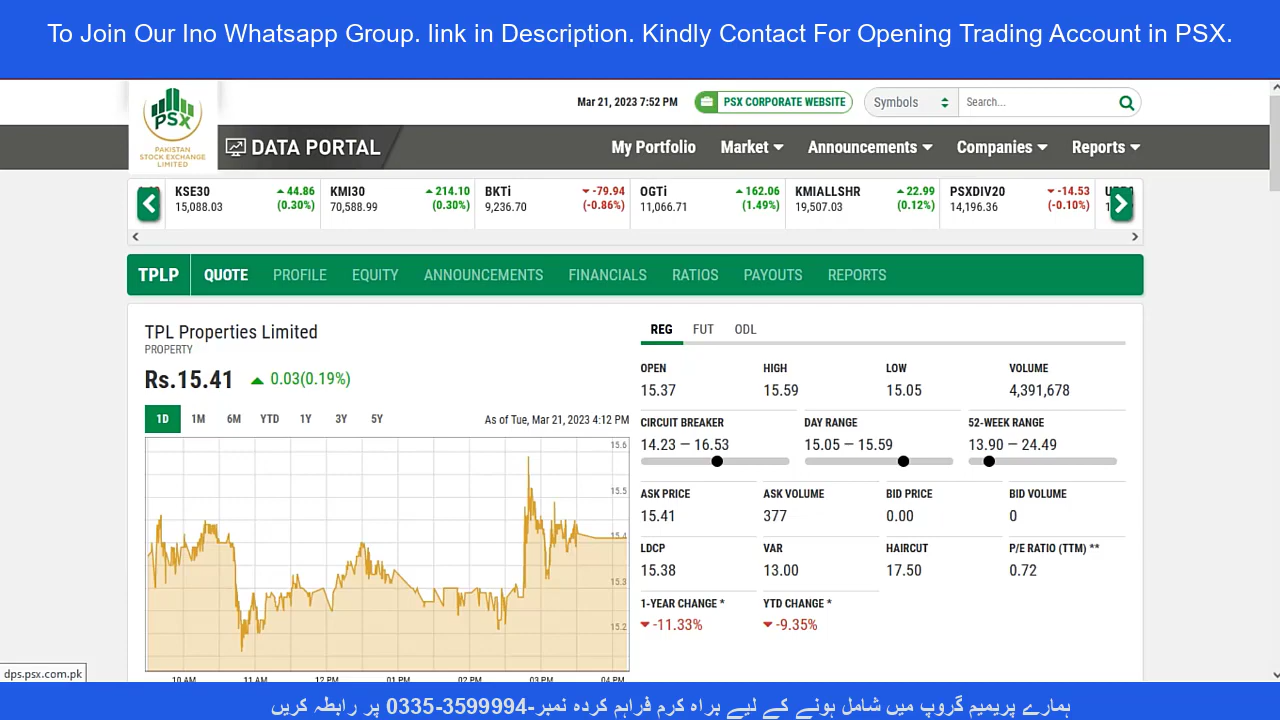 To Join Our Ino Whatsapp Group. link in Description. Kindly Contact For Opening Trading Account in PSX.
Mar 21, 2023 7:52 PM
PSX CORPORATE WEBSITE
Symbols
Search...
PSX
PAKISTAN
STOCK EXCHANGE
LIMITED
DATA PORTAL
My Portfolio Market Announcements Companies Reports
KSE30 44.86
15,088.03 (0.30%)
KMI30 214.10
70,588.99 (0.30%)
BKTi -79.94
9,236.70 (-0.86%)
OGTi 162.06
11,066.71 (1.49%)
KMIALLSHR 22.99
19,507.03 (0.12%)
PSXDIV20 -14.53
14,196.36 (-0.10%)
TPLP QUOTE PROFILE EQUITY ANNOUNCEMENTS FINANCIALS RATIOS PAYOUTS REPORTS
TPL Properties Limited
PROPERTY
Rs.15.41 0.03(0.19%)
1D 1M 6M YTD 1Y 3Y 5Y
As of Tue, Mar 21, 2023 4:12 PM
15.6
15.5
15.4
15.3
15.2
10 AM 11 AM 12 PM 01 PM 02 PM 03 PM 04 PM
REG FUT ODL
OPEN HIGH LOW VOLUME
15.37 15.59 15.05 4,391,678
CIRCUIT BREAKER DAY RANGE 52-WEEK RANGE
14.23 — 16.53 15.05 — 15.59 13.90 — 24.49
ASK PRICE ASK VOLUME BID PRICE BID VOLUME
15.41 377 0.00 0
LDCP VAR HAIRCUT P/E RATIO (TTM) **
15.38 13.00 17.50 0.72
1-YEAR CHANGE * YTD CHANGE *
-11.33% -9.35%
dps.psx.com.pk
ہمارے پریمیم گروپ میں شامل ہونے کے لیے براہ کرم فراہم کردہ نمبر-0335-3599994 پر رابطہ کریں